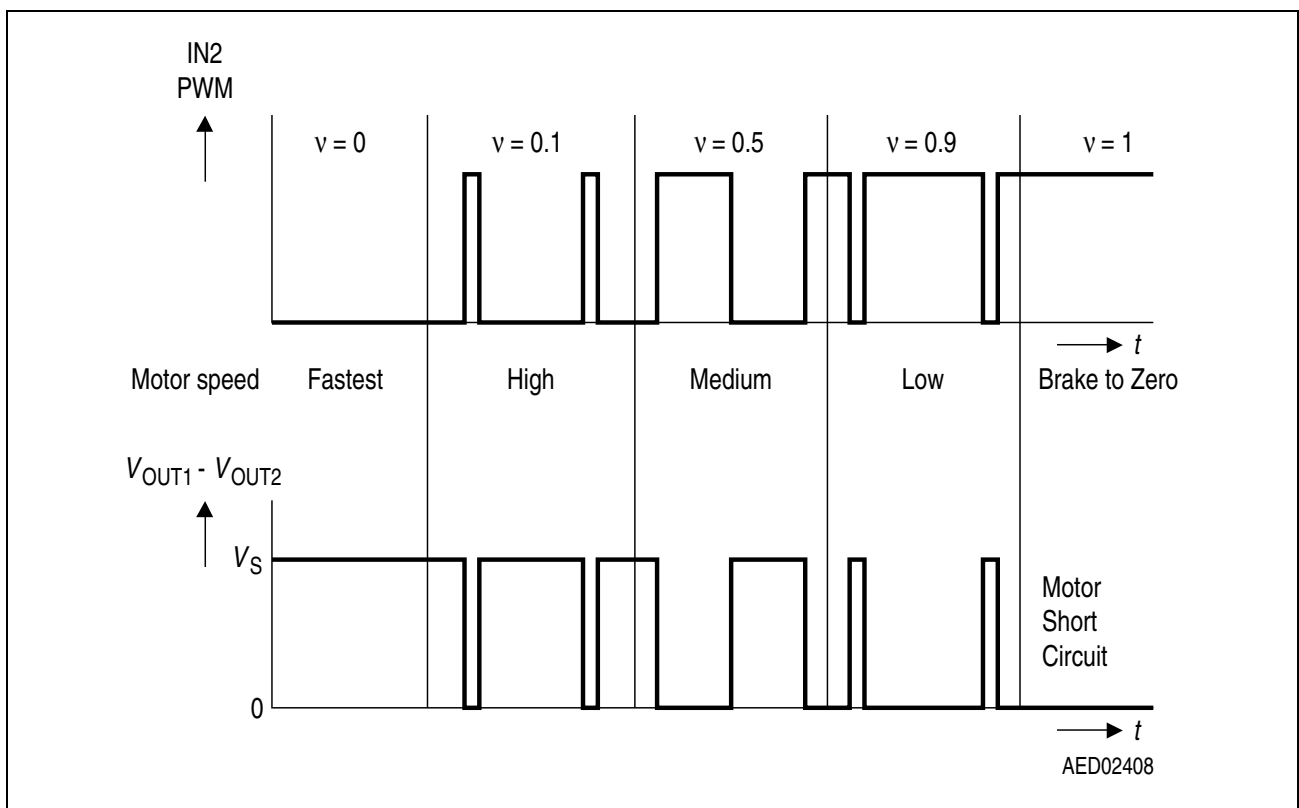 IN2
PWM
ν = 0
ν = 0.1
ν = 0.5
ν = 0.9
ν = 1
t
Motor speed
Fastest
High
Medium
Low
Brake to Zero
VOUT1 - VOUT2
VS
Motor
Short
Circuit
0
t
AED02408